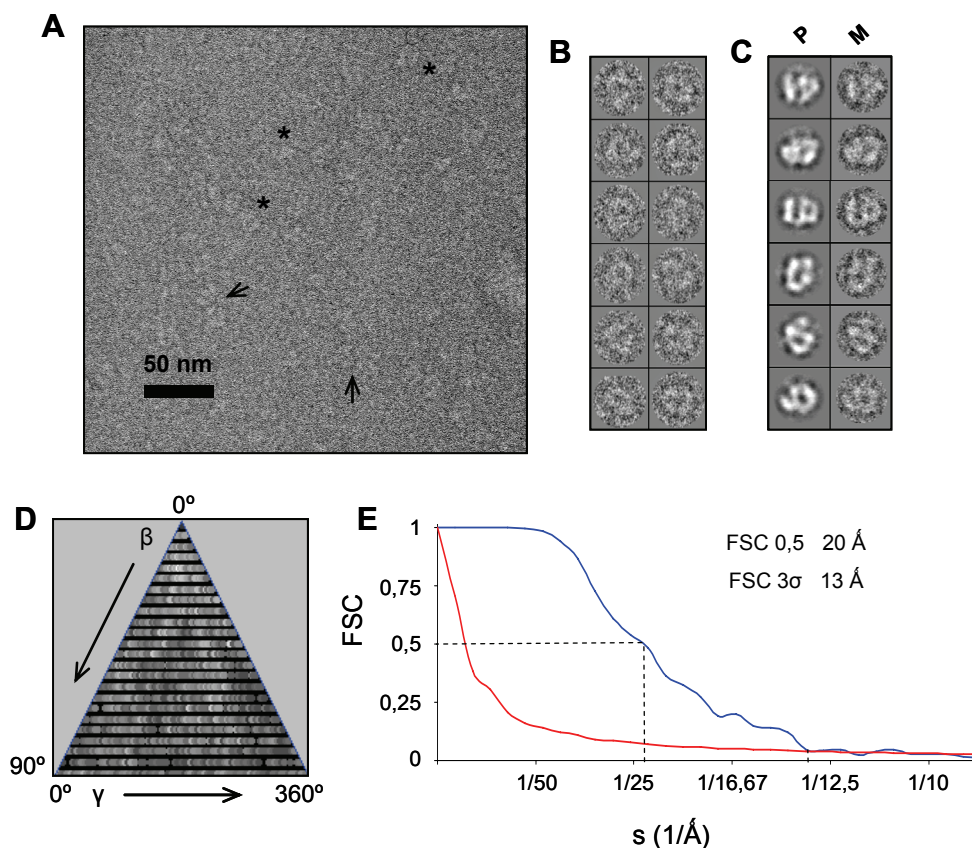 A
B
C
P
M
*
*
*
50 nm
D
0º
β
90º
0º
γ
360º
E
1
0,75
0,5
0,25
0
FSC
FSC 0,5 20 Ǻ
FSC 3σ 13 Ǻ
1/50
1/25
1/16,67
1/12,5
1/10
s (1/Ǻ)